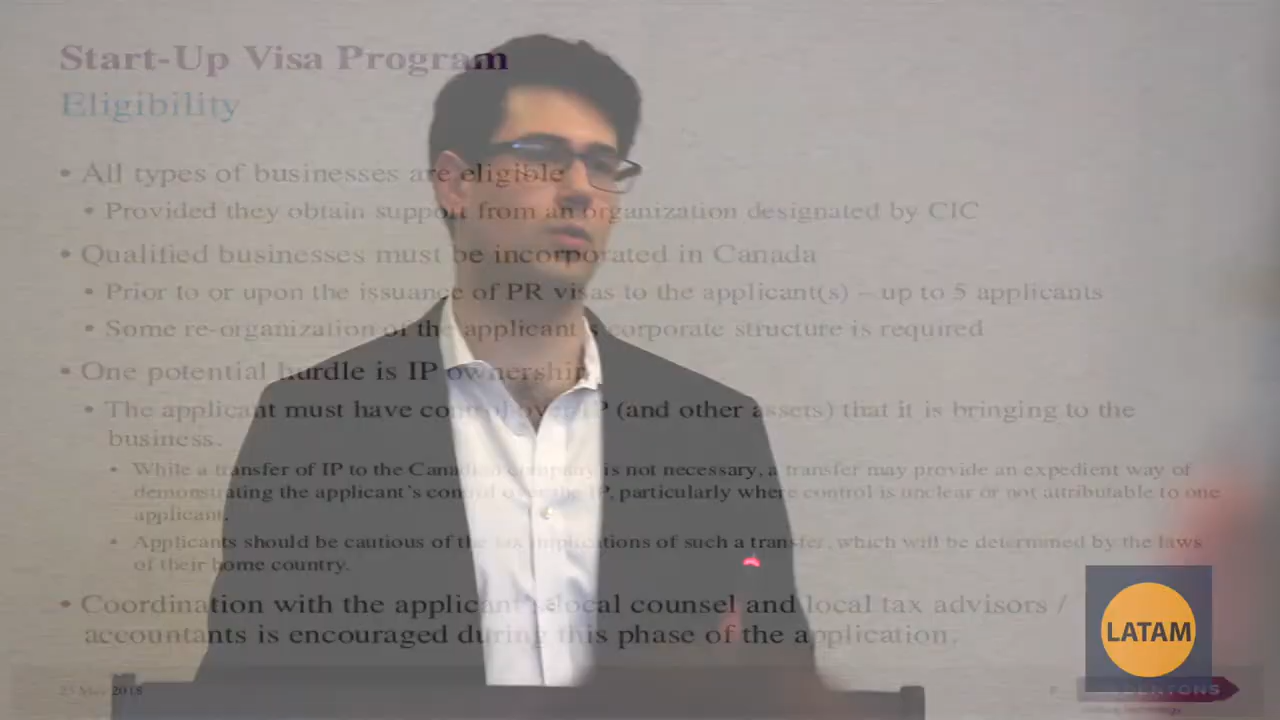 Start-Up Visa Program
Eligibility
• All types of businesses are eligible
• Provided they obtain support from an organization designated by CIC
• Qualified businesses must be incorporated in Canada
• Prior to or upon the issuance of PR visas to the applicant(s) – up to 5 applicants
• Some re-organization of the applicant's corporate structure is required
• One potential hurdle is IP ownership
• The applicant must have control over IP (and other assets) that it is bringing to the
business.
• While a transfer of IP to the Canadian company is not necessary, a transfer may provide an expedient way of
demonstrating the applicant's control over the IP, particularly where control is unclear or not attributable to one
applicant.
• Applicants should be cautious of the tax implications of such a transfer, which will be determined by the laws
of their home country.
• Coordination with the applicant's local counsel and local tax advisors /
accountants is encouraged during this phase of the application.
LATAM
2018